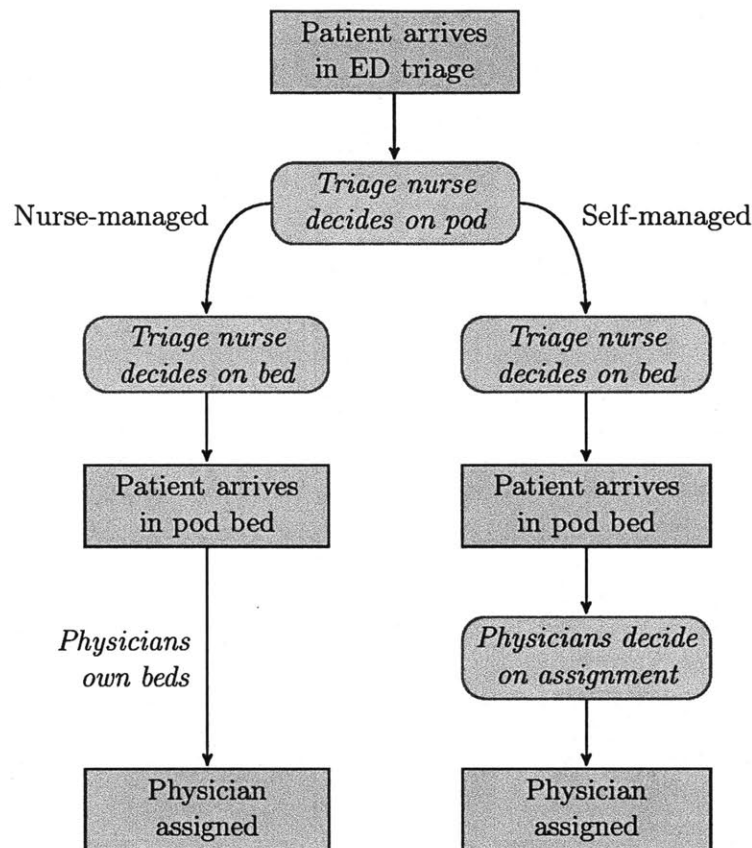 Patient arrives
in ED triage
Triage nurse
decides on pod
Nurse-managed
Self-managed
Triage nurse
decides on bed
Triage nurse
decides on bed
Patient arrives
in pod bed
Patient arrives
in pod bed
Physicians
own beds
Physicians decide
on assignment
Physician
assigned
Physician
assigned